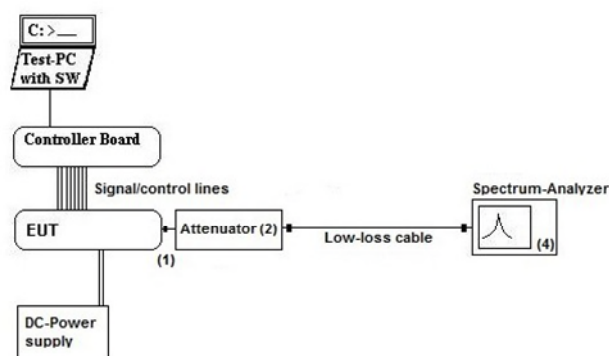 C: >__
Test-PC
with SW
Controller Board
Signal/control lines
Spectrum-Analyzer
EUT
Attenuator (2)
Low-loss cable
(4)
(1)
DC-Power
supply